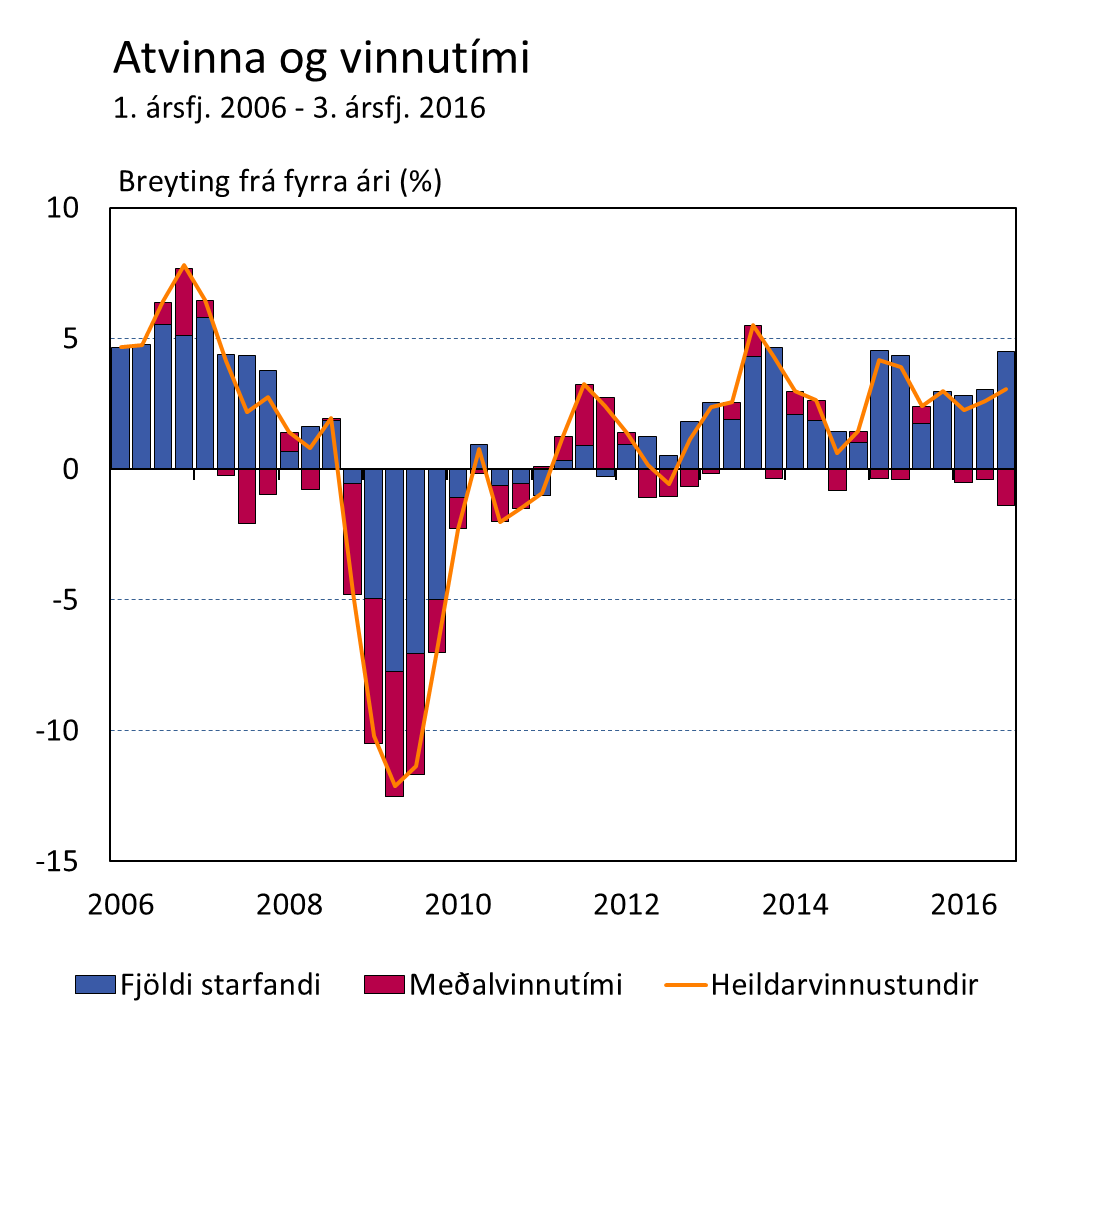 Atvinna og vinnutími
1. ársfj. 2006 - 3. ársfj. 2016
Breyting frá fyrra ári (%)
10
5
0
-5
-10
-15
2006 2008 2010 2012 2014 2016
Fjöldi starfandi Meðalvinnutími Heildarvinnustundir